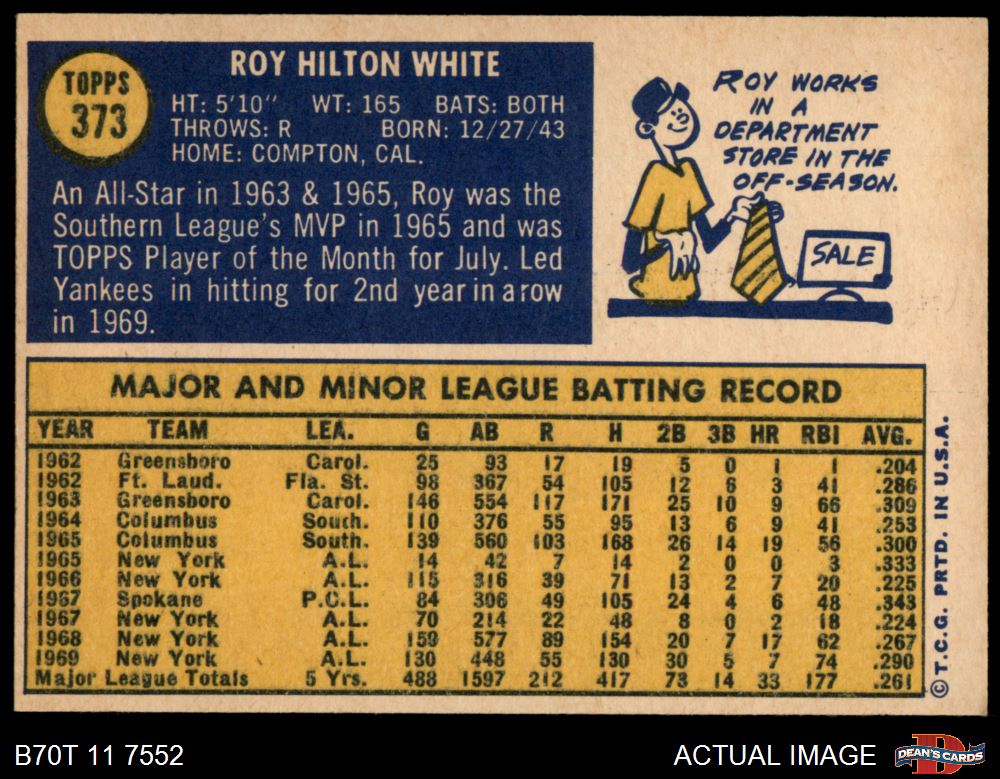 TOPPS
373
ROY HILTON WHITE
HT: 5'10" WT: 165 BATS: BOTH
THROWS: R BORN: 12/27/43
HOME: COMPTON, CAL.
An All-Star in 1963 & 1965, Roy was the
Southern League's MVP in 1965 and was
TOPPS Player of the Month for July. Led
Yankees in hitting for 2nd year in a row
in 1969.
ROY WORKS
IN A
DEPARTMENT
STORE IN THE
OFF-SEASON.
SALE
MAJOR AND MINOR LEAGUE BATTING RECORD
YEAR TEAM LEA. G AB R H 2B 3B HR RBI AVG.
1962 Greensboro Carol. 25 93 17 19 5 0 1 1 .204
1962 Ft. Laud. Fla. St. 98 367 54 105 12 6 3 41 .286
1963 Greensboro Carol. 146 554 117 171 25 10 9 66 .309
1964 Columbus South. 110 376 55 95 13 6 9 41 .253
1965 Columbus South. 139 560 103 168 26 14 19 56 .300
1965 New York A.L. 14 42 7 14 2 0 0 3 .333
1966 New York A.L. 115 316 39 71 13 2 7 20 .225
1967 Spokane P.C.L. 84 306 49 105 24 4 6 48 .343
1967 New York A.L. 70 214 22 48 8 0 2 18 .224
1968 New York A.L. 159 577 89 154 20 7 17 62 .267
1969 New York A.L. 130 448 55 130 30 5 7 74 .290
Major League Totals 5 Yrs. 488 1597 212 417 73 14 33 177 .261
© T.C.G. PRTD. IN U.S.A.
B70T 11 7552
ACTUAL IMAGE
D
DEAN'S CARDS